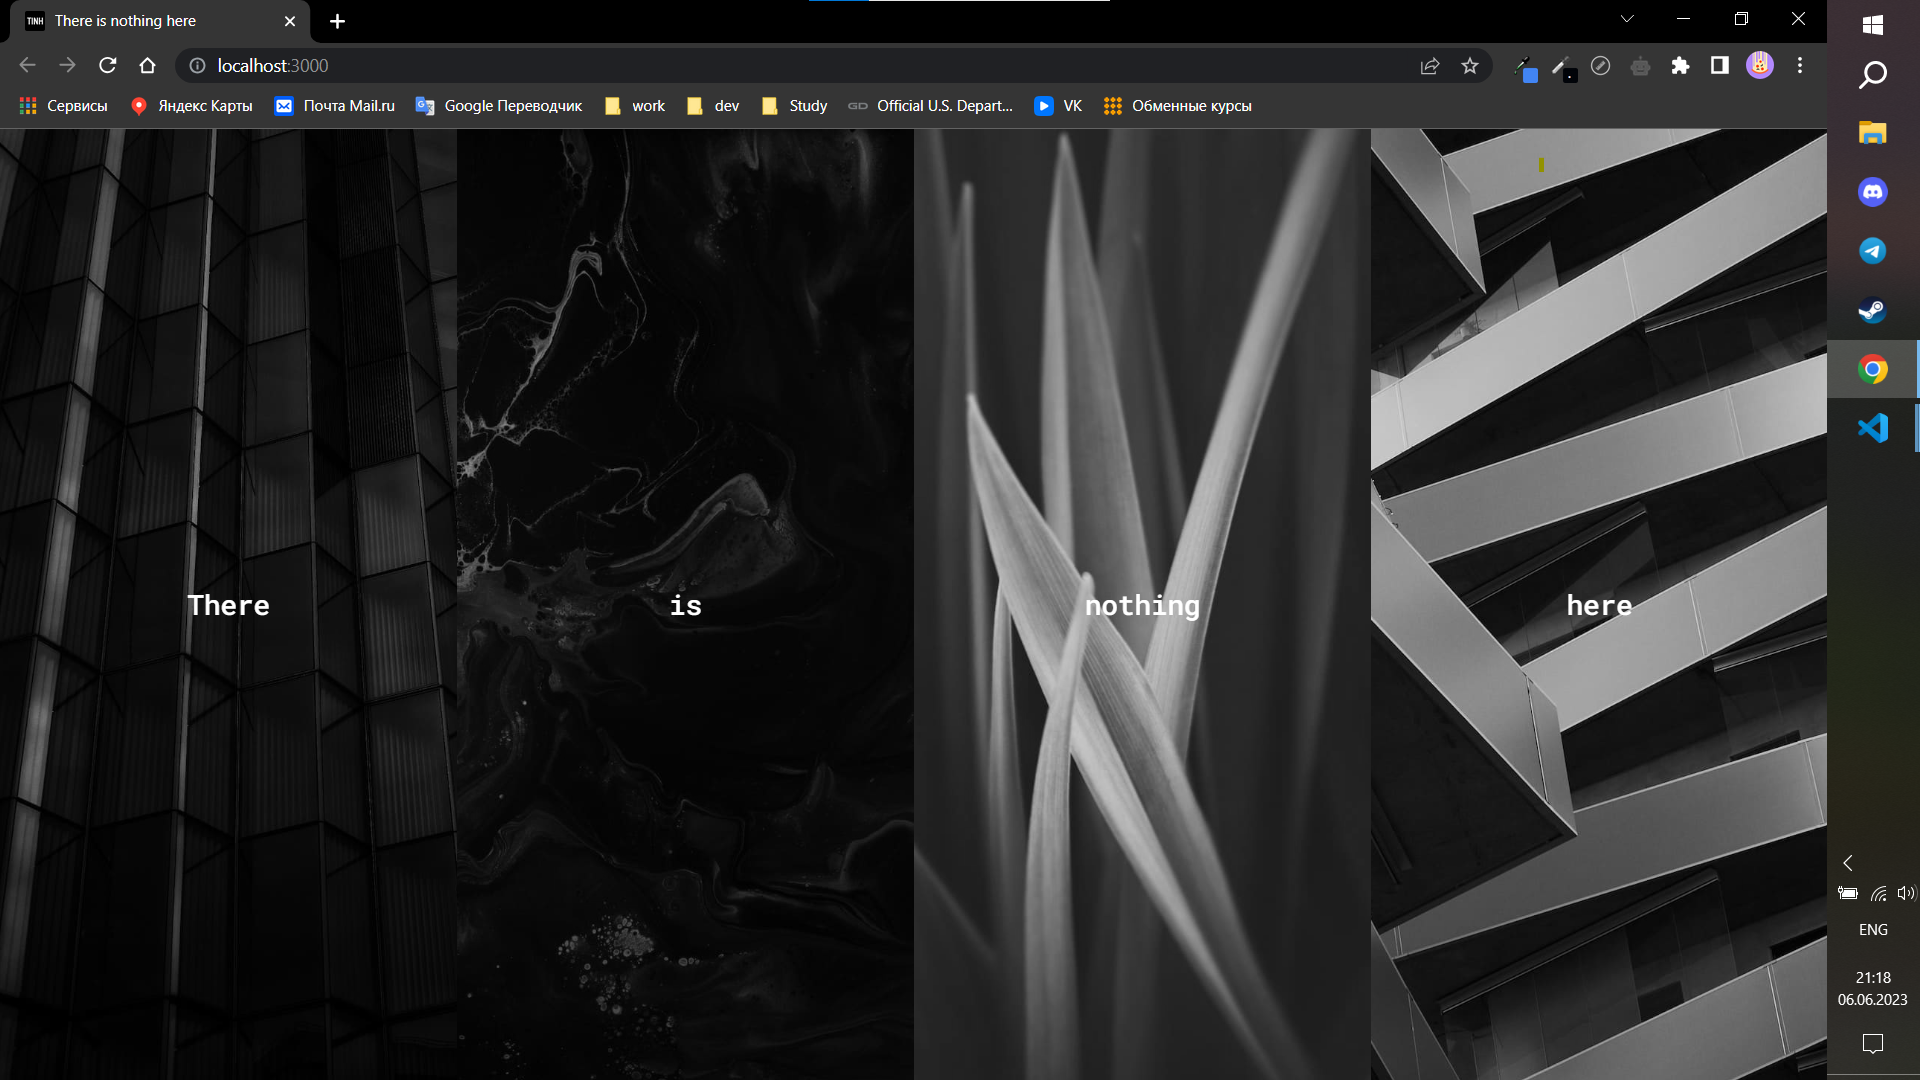 TINH There is nothing here
localhost:3000
Сервисы Яндекс Карты Почта Mail.ru Google Переводчик work dev Study GD Official U.S. Depart... VK Обменные курсы
There is nothing here
ENG
21:18
06.06.2023